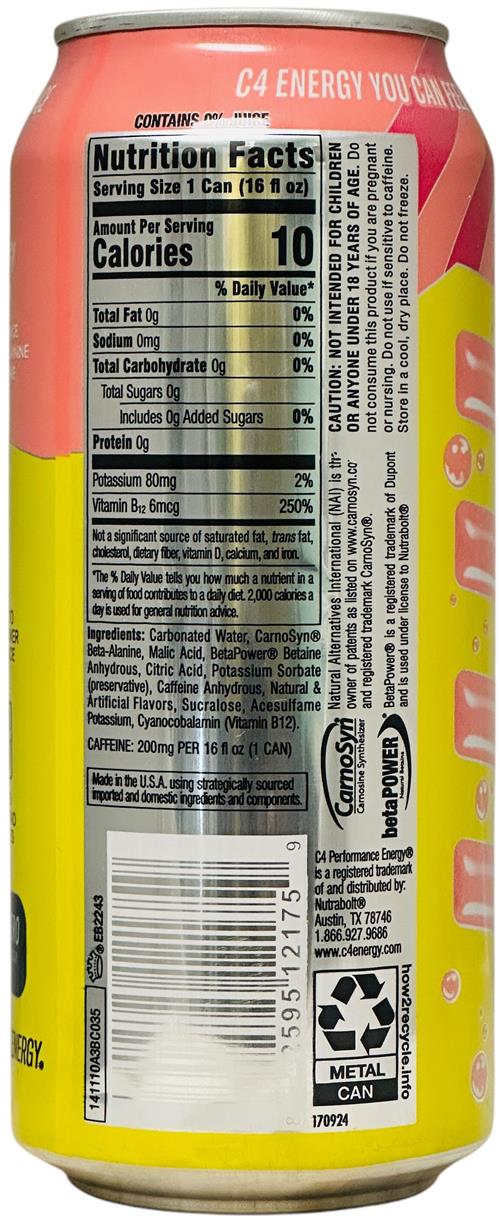 C4 ENERGY YOU CAN FEEL
CONTAINS 0% JUICE
Nutrition Facts
Serving Size 1 Can (16 fl oz)
Amount Per Serving
Calories 10
% Daily Value*
Total Fat 0g 0%
Sodium 0mg 0%
Total Carbohydrate 0g 0%
Total Sugars 0g
Includes 0g Added Sugars 0%
Protein 0g
Potassium 80mg 2%
Vitamin B12 6mcg 250%
Not a significant source of saturated fat, trans fat,
cholesterol, dietary fiber, vitamin D, calcium, and iron.
*The % Daily Value tells you how much a nutrient in a
serving of food contributes to a daily diet. 2,000 calories a
day is used for general nutrition advice.
Ingredients: Carbonated Water, CarnoSyn®
Beta-Alanine, Malic Acid, BetaPower® Betaine
Anhydrous, Citric Acid, Potassium Sorbate
(preservative), Caffeine Anhydrous, Natural &
Artificial Flavors, Sucralose, Acesulfame
Potassium, Cyanocobalamin (Vitamin B12).
CAFFEINE: 200mg PER 16 fl oz (1 CAN)
Made in the U.S.A. using strategically sourced
imported and domestic ingredients and components.
CAUTION: NOT INTENDED FOR CHILDREN
OR ANYONE UNDER 18 YEARS OF AGE. Do
not consume this product if you are pregnant
or nursing. Do not use if sensitive to caffeine.
Store in a cool, dry place. Do not freeze.
Natural Alternatives International (NAI) is the
owner of patents as listed on www.carnosyn.co
and registered trademark CarnoSyn®.
BetaPower® is a registered trademark of Dupont
and is used under license to Nutrabolt®
CarnoSyn
Carnosine Synthesizer
betaPOWER
Natural Betaine
C4 Performance Energy®
is a registered trademark
of and distributed by:
Nutrabolt®
Austin, TX 78746
1.866.927.9686
www.c4energy.com
® EB2243
141110A3BC035
2595 12175 9
how2recycle.info
METAL
CAN
170924
ENERGY.